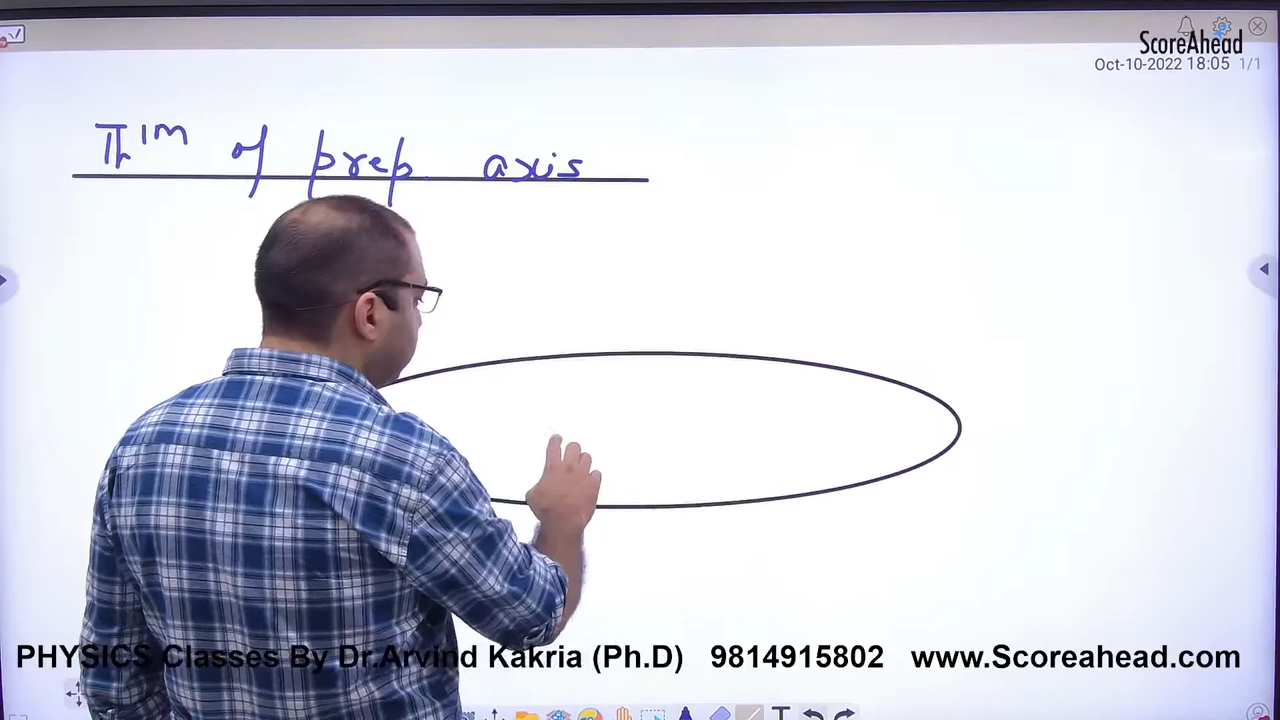 ScoreAhead
Oct-10-2022 18:05 1/1
Th^m of prep. axis
PHYSICS Classes By Dr.Arvind Kakria (Ph.D) 9814915802 www.Scoreahead.com